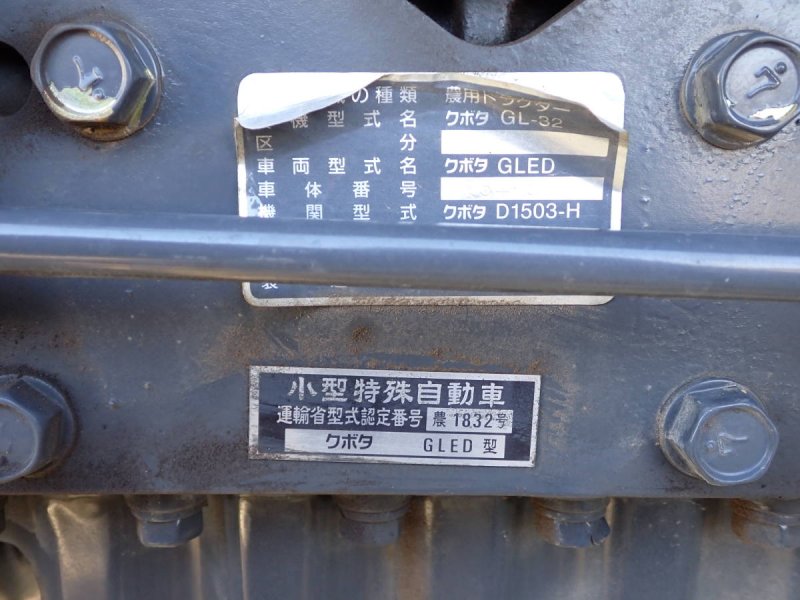 の種類 農用トラクター
機型式名 クボタ GL-32
区分
車両型式名 クボタ GLED
車体番号
機関型式 クボタ D1503-H
小型特殊自動車
運輸省型式認定番号 農1832号
クボタ GLED 型
7
7
7